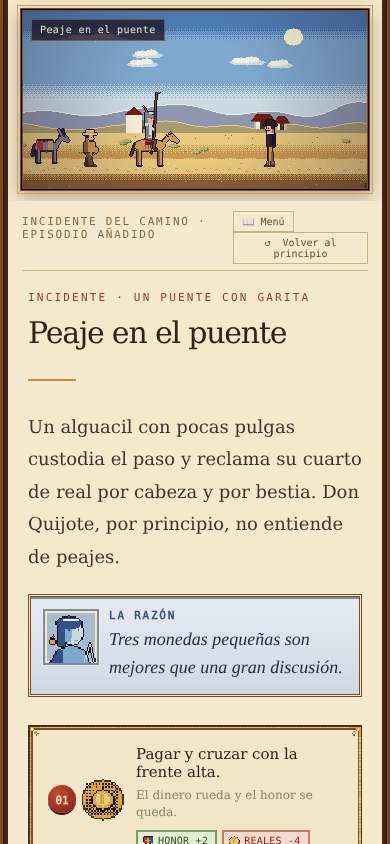 Peaje en el puente
INCIDENTE DEL CAMINO ·
EPISODIO AÑADIDO
📖 Menú
↺ Volver al
principio
INCIDENTE · UN PUENTE CON GARITA
Peaje en el puente
Un alguacil con pocas pulgas
custodia el paso y reclama su cuarto
de real por cabeza y por bestia. Don
Quijote, por principio, no entiende
de peajes.
LA RAZÓN
Tres monedas pequeñas son
mejores que una gran discusión.
01
Pagar y cruzar con la
frente alta.
El dinero rueda y el honor se
queda.
HONOR +2
REALES -4